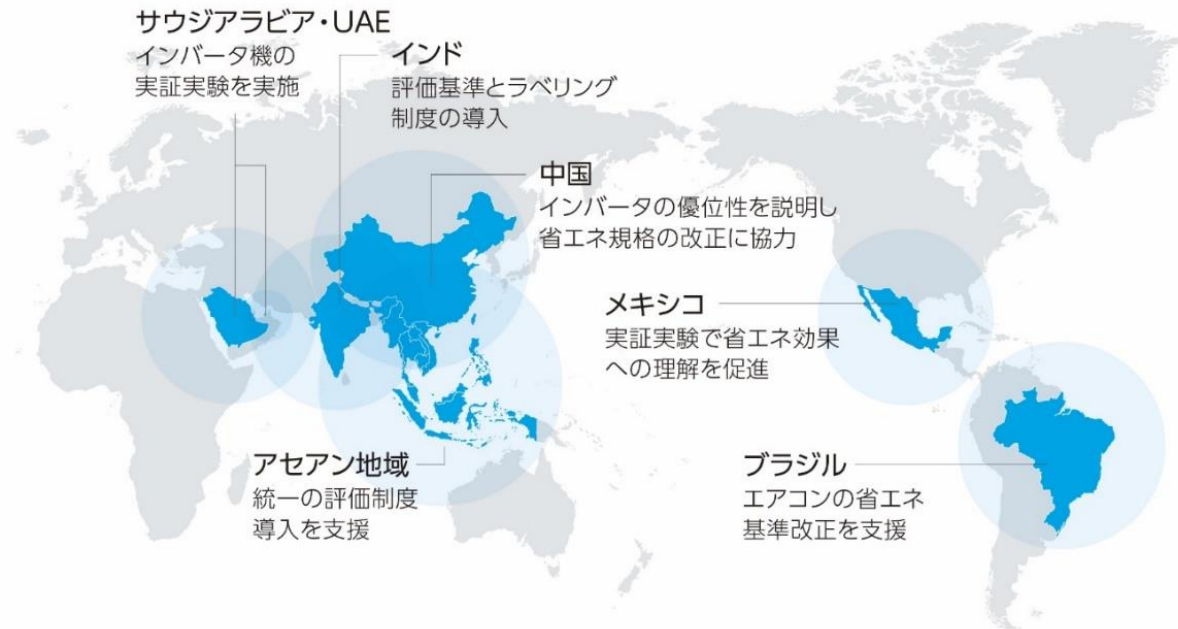 サウジアラビア・UAE
インバータ機の
実証実験を実施
インド
評価基準とラベリング
制度の導入
中国
インバータの優位性を説明し
省エネ規格の改正に協力
メキシコ
実証実験で省エネ効果
への理解を促進
アセアン地域
統一の評価制度
導入を支援
ブラジル
エアコンの省エネ
基準改正を支援